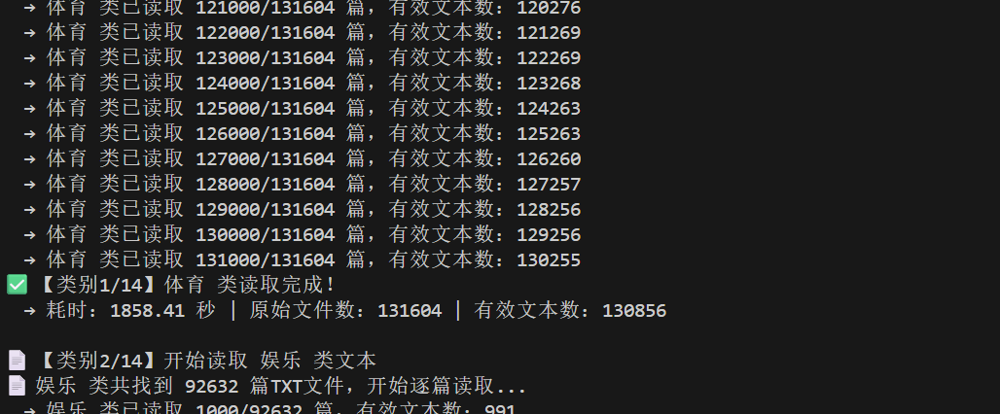 → 体育 类已读取 121000/131604 篇，有效文本数：120276
→ 体育 类已读取 122000/131604 篇，有效文本数：121269
→ 体育 类已读取 123000/131604 篇，有效文本数：122269
→ 体育 类已读取 124000/131604 篇，有效文本数：123268
→ 体育 类已读取 125000/131604 篇，有效文本数：124263
→ 体育 类已读取 126000/131604 篇，有效文本数：125263
→ 体育 类已读取 127000/131604 篇，有效文本数：126260
→ 体育 类已读取 128000/131604 篇，有效文本数：127257
→ 体育 类已读取 129000/131604 篇，有效文本数：128256
→ 体育 类已读取 130000/131604 篇，有效文本数：129256
→ 体育 类已读取 131000/131604 篇，有效文本数：130255
✅ 【类别1/14】体育 类读取完成！
→ 耗时：1858.41 秒 | 原始文件数：131604 | 有效文本数：130856
📄 【类别2/14】开始读取 娱乐 类文本
📄 娱乐 类共找到 92632 篇TXT文件，开始逐篇读取...
→ 娱乐 类已读取 1000/92632 篇，有效文本数：991